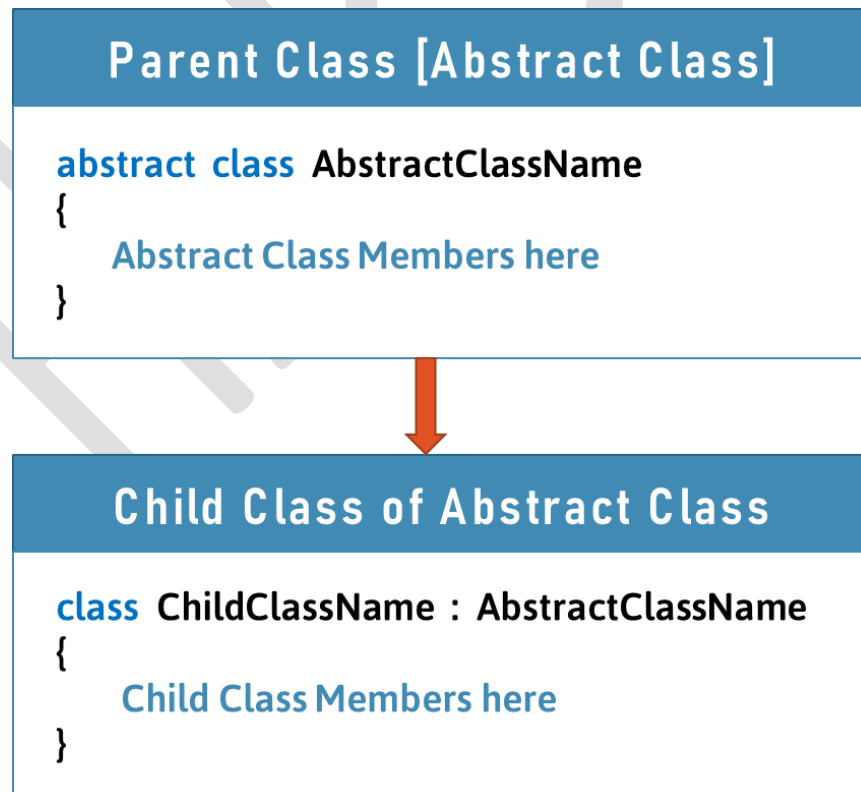 Parent Class [Abstract Class]
abstract class AbstractClassName
{
Abstract Class Members here
}
Child Class of Abstract Class
class ChildClassName : AbstractClassName
{
Child Class Members here
}